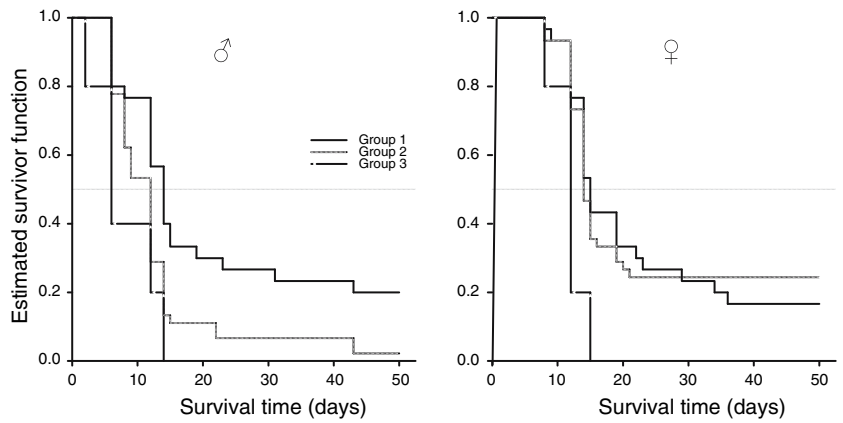 Estimated survivor function
1.0
0.8
0.6
0.4
0.2
0.0
♂
Group 1
Group 2
Group 3
0 10 20 30 40 50
Survival time (days)
1.0
0.8
0.6
0.4
0.2
0.0
♀
0 10 20 30 40 50
Survival time (days)